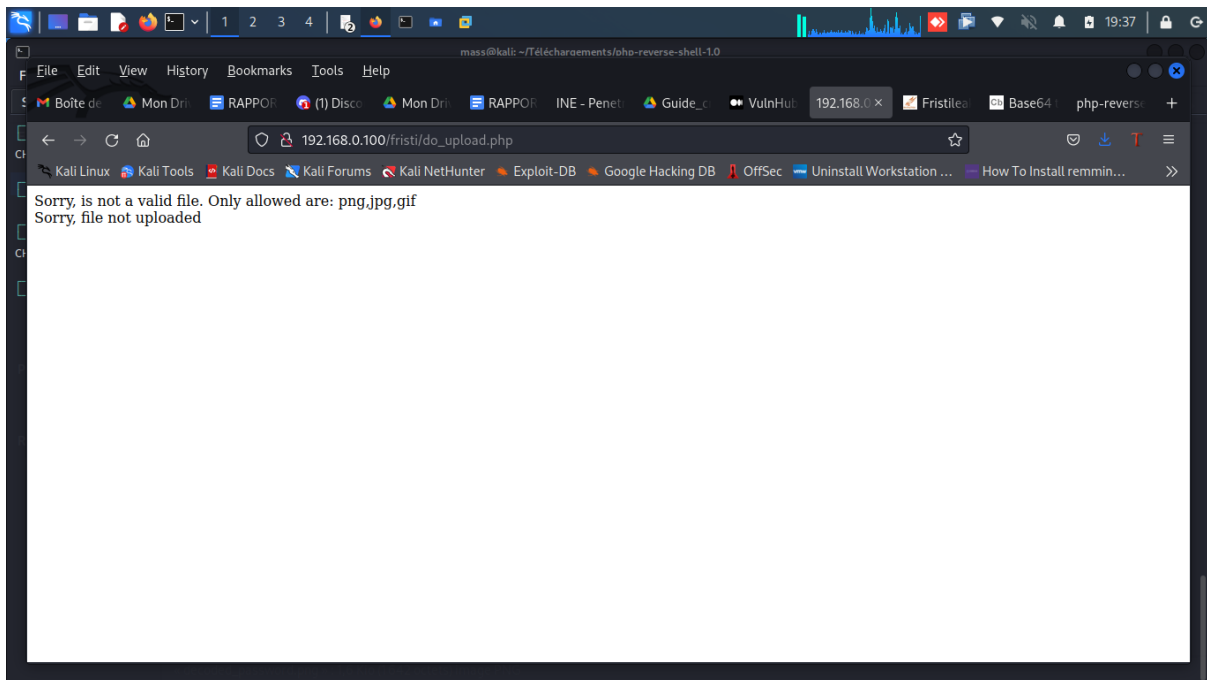 1 2 3 4 19:37
mass@kali: ~/Téléchargements/php-reverse-shell-1.0
File Edit View History Bookmarks Tools Help
Boîte de Mon Dri RAPPOR (1) Disco Mon Dri RAPPOR INE - Penet Guide_c VulnHub 192.168.0 × Fristilea Base64 php-reverse +
192.168.0.100/fristi/do_upload.php
Kali Linux Kali Tools Kali Docs Kali Forums Kali NetHunter Exploit-DB Google Hacking DB OffSec Uninstall Workstation ... How To Install remmin... »
Sorry, is not a valid file. Only allowed are: png,jpg,gif
Sorry, file not uploaded